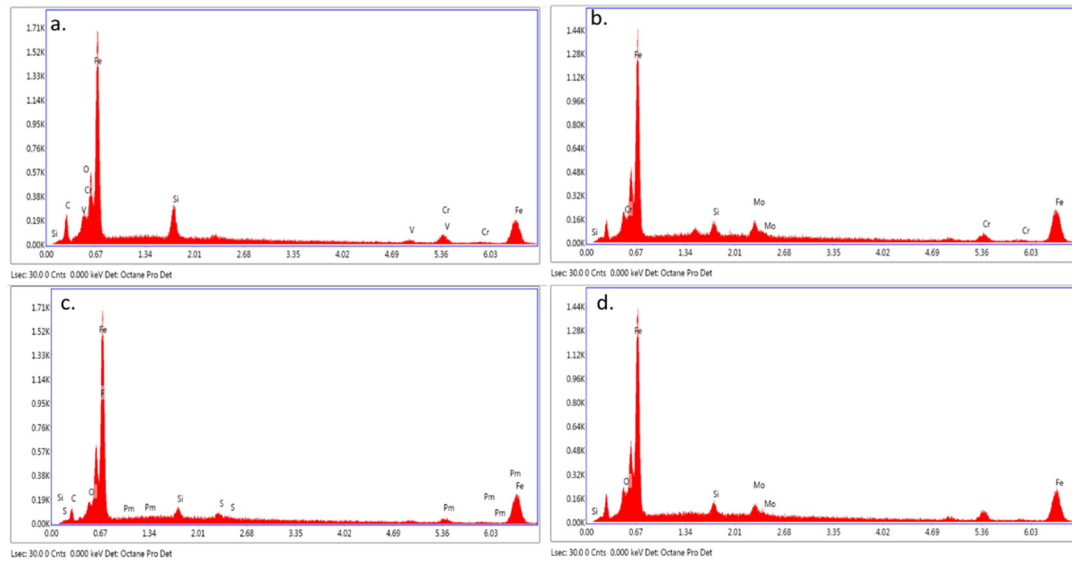 a.
1.71K
1.52K
1.33K
1.14K
0.95K
0.76K
0.57K
0.38K
0.19K
0.00K
Fe
O
C
Cr
V
Si
Si
V
Cr
V
Cr
Fe
0.00 0.67 1.34 2.01 2.68 3.35 4.02 4.69 5.36 6.03
Lsec: 30.0 0 Cnts 0.000 keV Det: Octane Pro Det
b.
1.44K
1.28K
1.12K
0.96K
0.80K
0.64K
0.48K
0.32K
0.16K
0.00K
Fe
Cr
Si
Si
Mo
Mo
Cr
Cr
Fe
0.00 0.67 1.34 2.01 2.68 3.35 4.02 4.69 5.36 6.03
Lsec: 30.0 0 Cnts 0.000 keV Det: Octane Pro Det
c.
1.71K
1.52K
1.33K
1.14K
0.95K
0.76K
0.57K
0.38K
0.19K
0.00K
Fe
F
Si
C
O
S
Pm
Pm
Si
S
S
Pm
Pm
Fe
Pm
Pm
0.00 0.67 1.34 2.01 2.68 3.35 4.02 4.69 5.36 6.03
Lsec: 30.0 0 Cnts 0.000 keV Det: Octane Pro Det
d.
1.44K
1.28K
1.12K
0.96K
0.80K
0.64K
0.48K
0.32K
0.16K
0.00K
Fe
O
Si
Si
Mo
Mo
Fe
0.00 0.67 1.34 2.01 2.68 3.35 4.02 4.69 5.36 6.03
Lsec: 30.0 0 Cnts 0.000 keV Det: Octane Pro Det